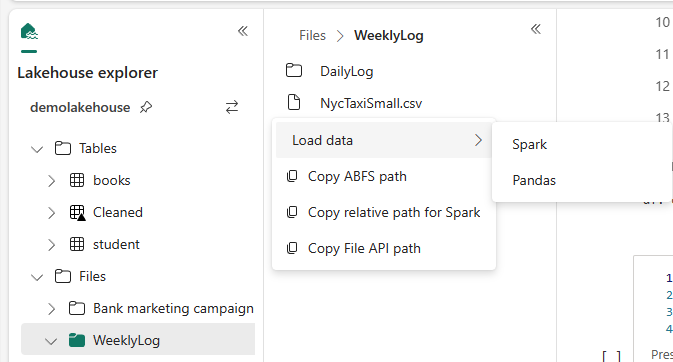 Lakehouse explorer
demolakehouse
Tables
books
Cleaned
student
Files
Bank marketing campaign
WeeklyLog
Files > WeeklyLog
DailyLog
NycTaxiSmall.csv
Load data
Copy ABFS path
Copy relative path for Spark
Copy File API path
Spark
Pandas
10
11
12
13
1
2
3
4
[ ]
Pres